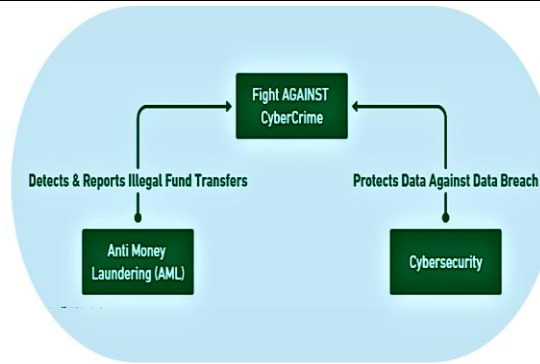 Fight AGAINST
CyberCrime
Detects & Reports Illegal Fund Transfers
Protects Data Against Data Breach
Anti Money
Laundering (AML)
Cybersecurity